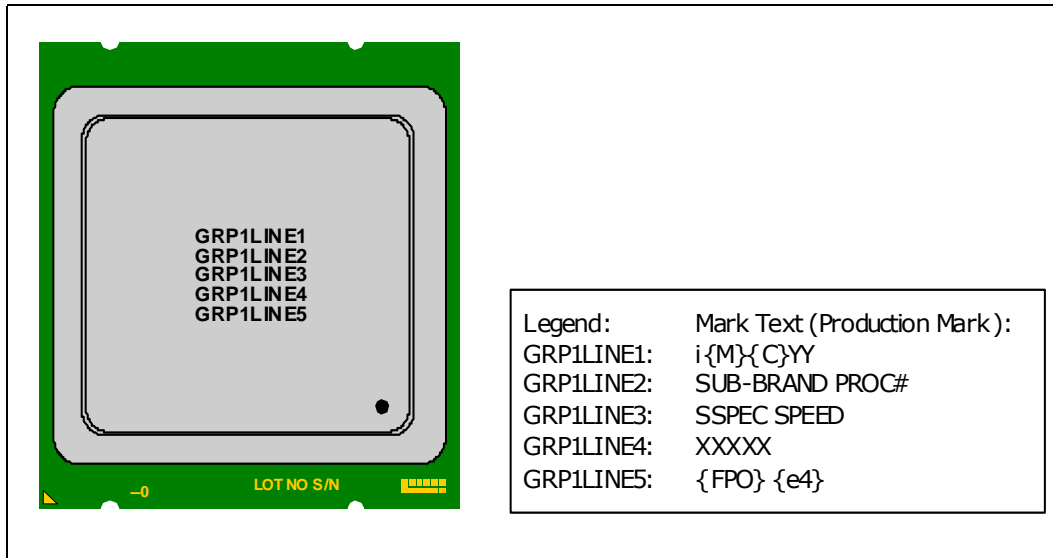 GRP1LINE1
GRP1LINE2
GRP1LINE3
GRP1LINE4
GRP1LINE5
–0
LOT NO S/N
Legend: Mark Text (Production Mark):
GRP1LINE1: i{M}{C}YY
GRP1LINE2: SUB-BRAND PROC#
GRP1LINE3: SSPEC SPEED
GRP1LINE4: XXXXX
GRP1LINE5: {FPO} {e4}